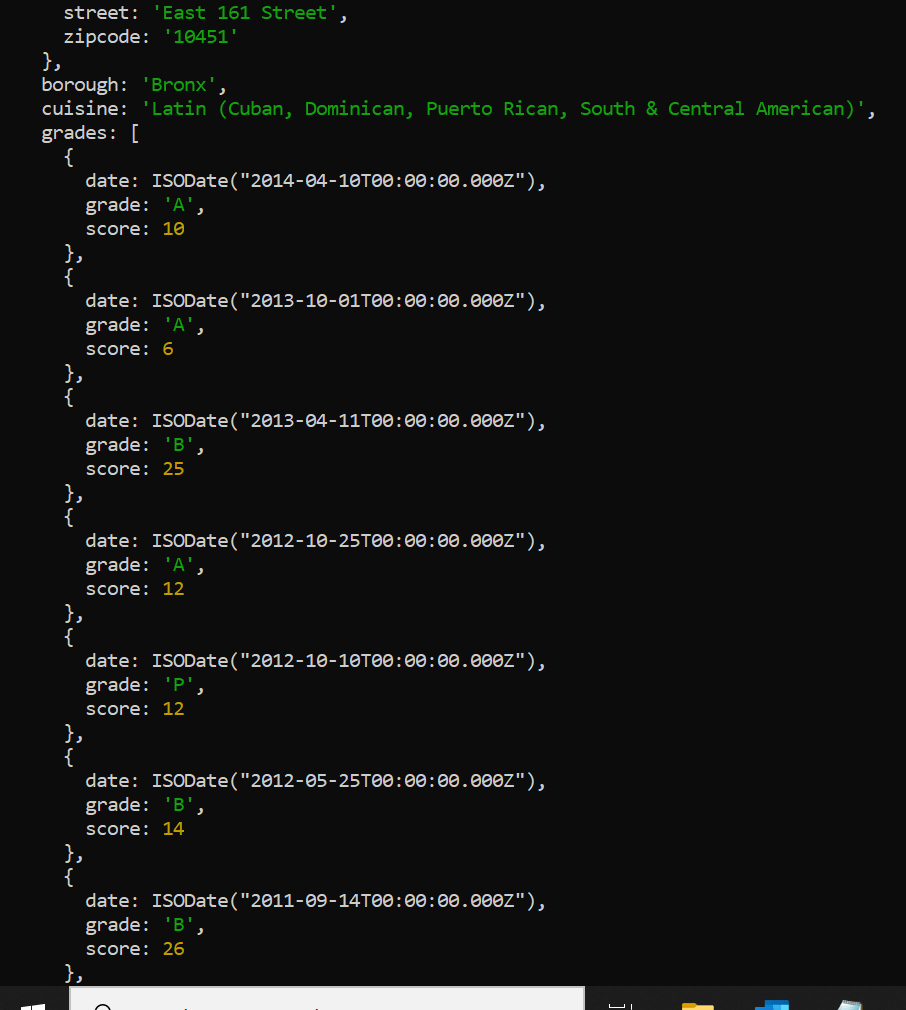 street: 'East 161 Street',
zipcode: '10451'
},
borough: 'Bronx',
cuisine: 'Latin (Cuban, Dominican, Puerto Rican, South & Central American)',
grades: [
{
date: ISODate("2014-04-10T00:00:00.000Z"),
grade: 'A',
score: 10
},
{
date: ISODate("2013-10-01T00:00:00.000Z"),
grade: 'A',
score: 6
},
{
date: ISODate("2013-04-11T00:00:00.000Z"),
grade: 'B',
score: 25
},
{
date: ISODate("2012-10-25T00:00:00.000Z"),
grade: 'A',
score: 12
},
{
date: ISODate("2012-10-10T00:00:00.000Z"),
grade: 'P',
score: 12
},
{
date: ISODate("2012-05-25T00:00:00.000Z"),
grade: 'B',
score: 14
},
{
date: ISODate("2011-09-14T00:00:00.000Z"),
grade: 'B',
score: 26
},